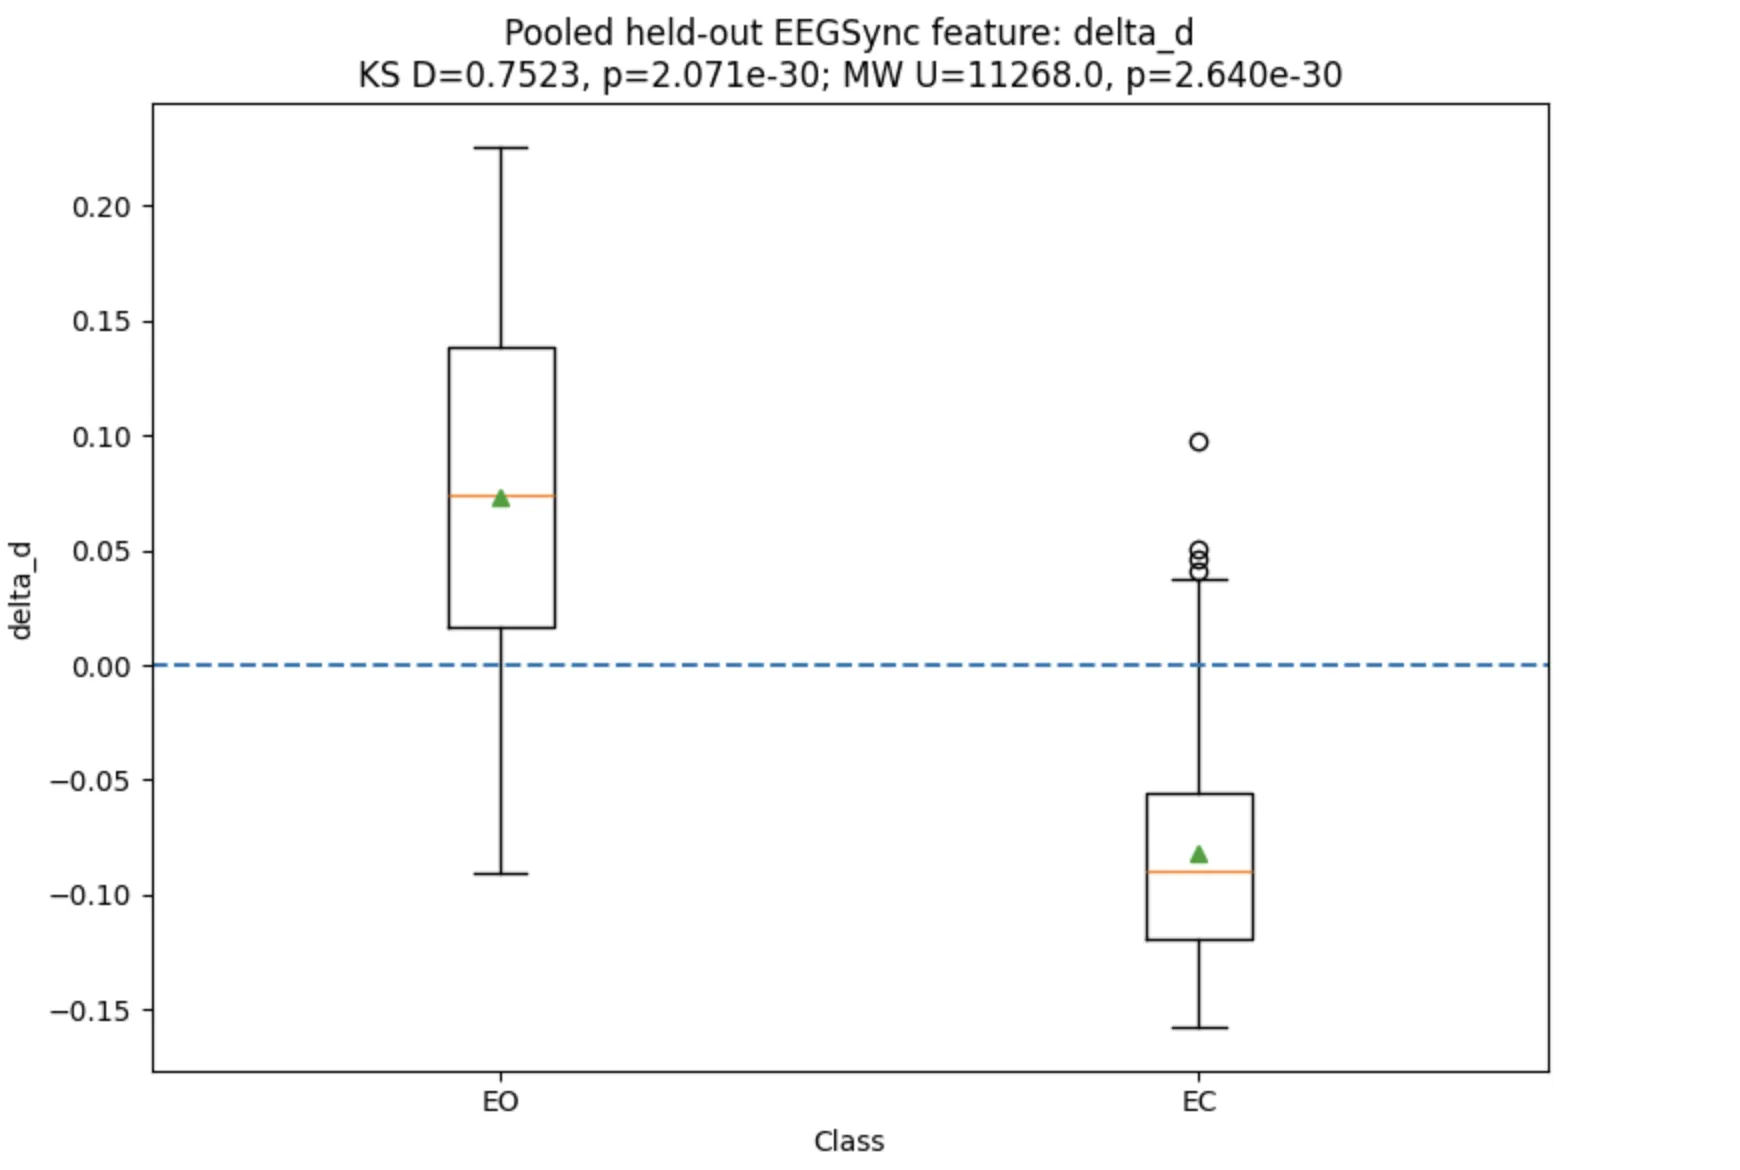 Pooled held-out EEGSync feature: delta_d
KS D=0.7523, p=2.071e-30; MW U=11268.0, p=2.640e-30
0.20
0.15
0.10
0.05
0.00
−0.05
−0.10
−0.15
delta_d
EO
EC
Class